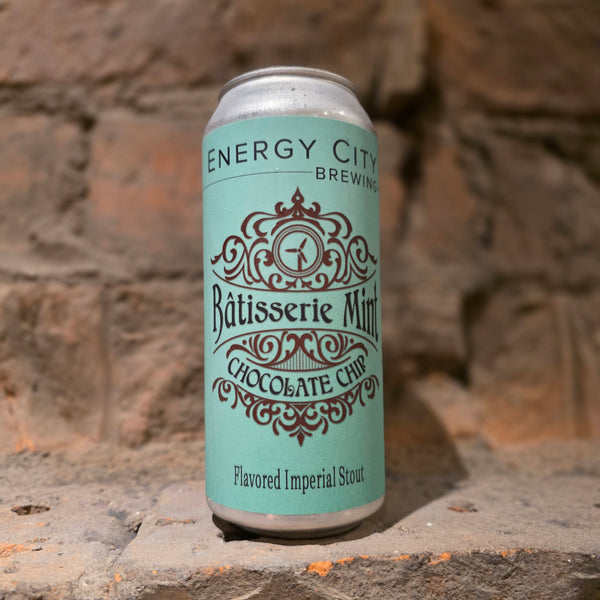 ENERGY CITY
BREWING
Bâtisserie Mint
CHOCOLATE CHIP
Flavored Imperial Stout